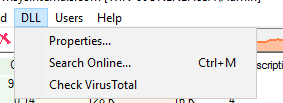 DLL Users Help
Properties...
Search Online... Ctrl+M
Check VirusTotal